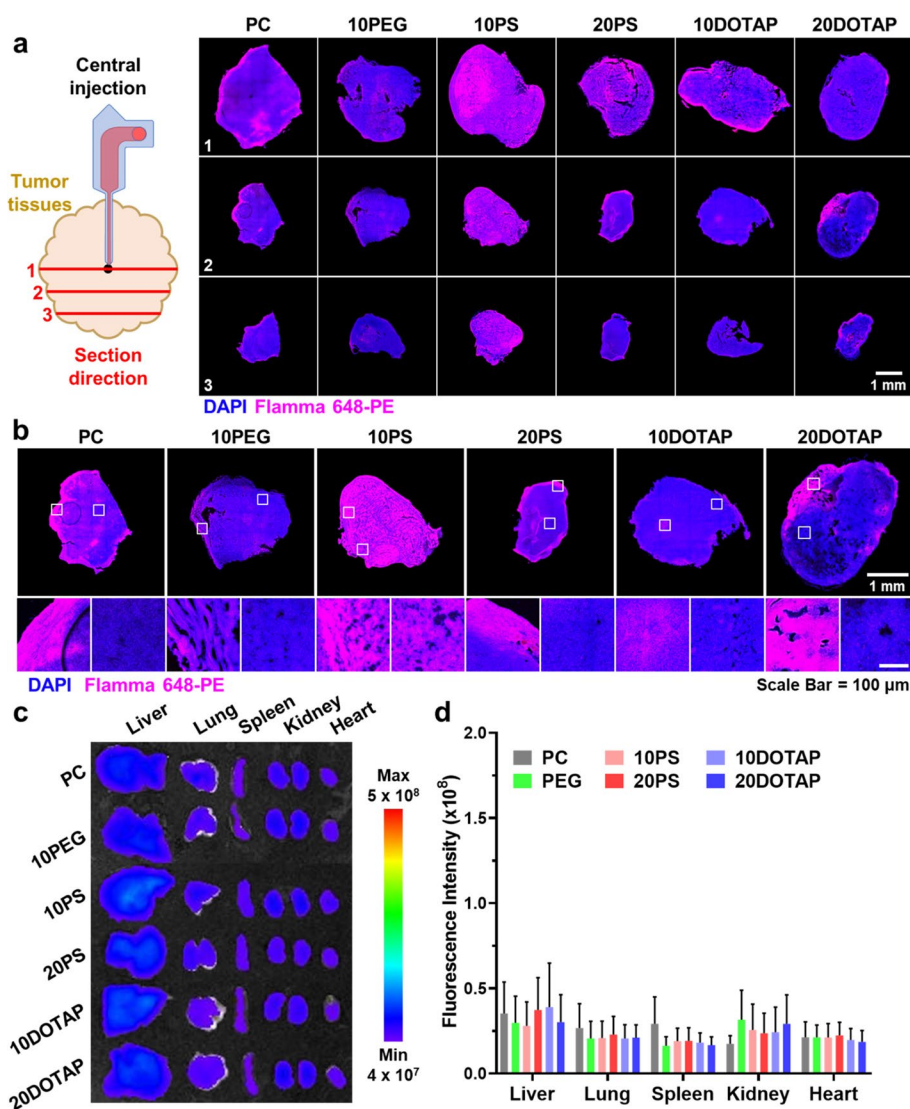 a
PC 10PEG 10PS 20PS 10DOTAP 20DOTAP
Central
injection
Tumor
tissues
1
2
3
Section
direction
1
2
3
1 mm
DAPI Flamma 648-PE
b
PC 10PEG 10PS 20PS 10DOTAP 20DOTAP
1 mm
DAPI Flamma 648-PE
Scale Bar = 100 μm
c
Liver Lung Spleen Kidney Heart
PC
10PEG
10PS
20PS
10DOTAP
20DOTAP
Max
5 x 10⁸
Min
4 x 10⁷
d
Fluorescence Intensity (x10⁸)
2.0
1.5
1.0
0.5
0.0
PC 10PS 10DOTAP
PEG 20PS 20DOTAP
Liver Lung Spleen Kidney Heart